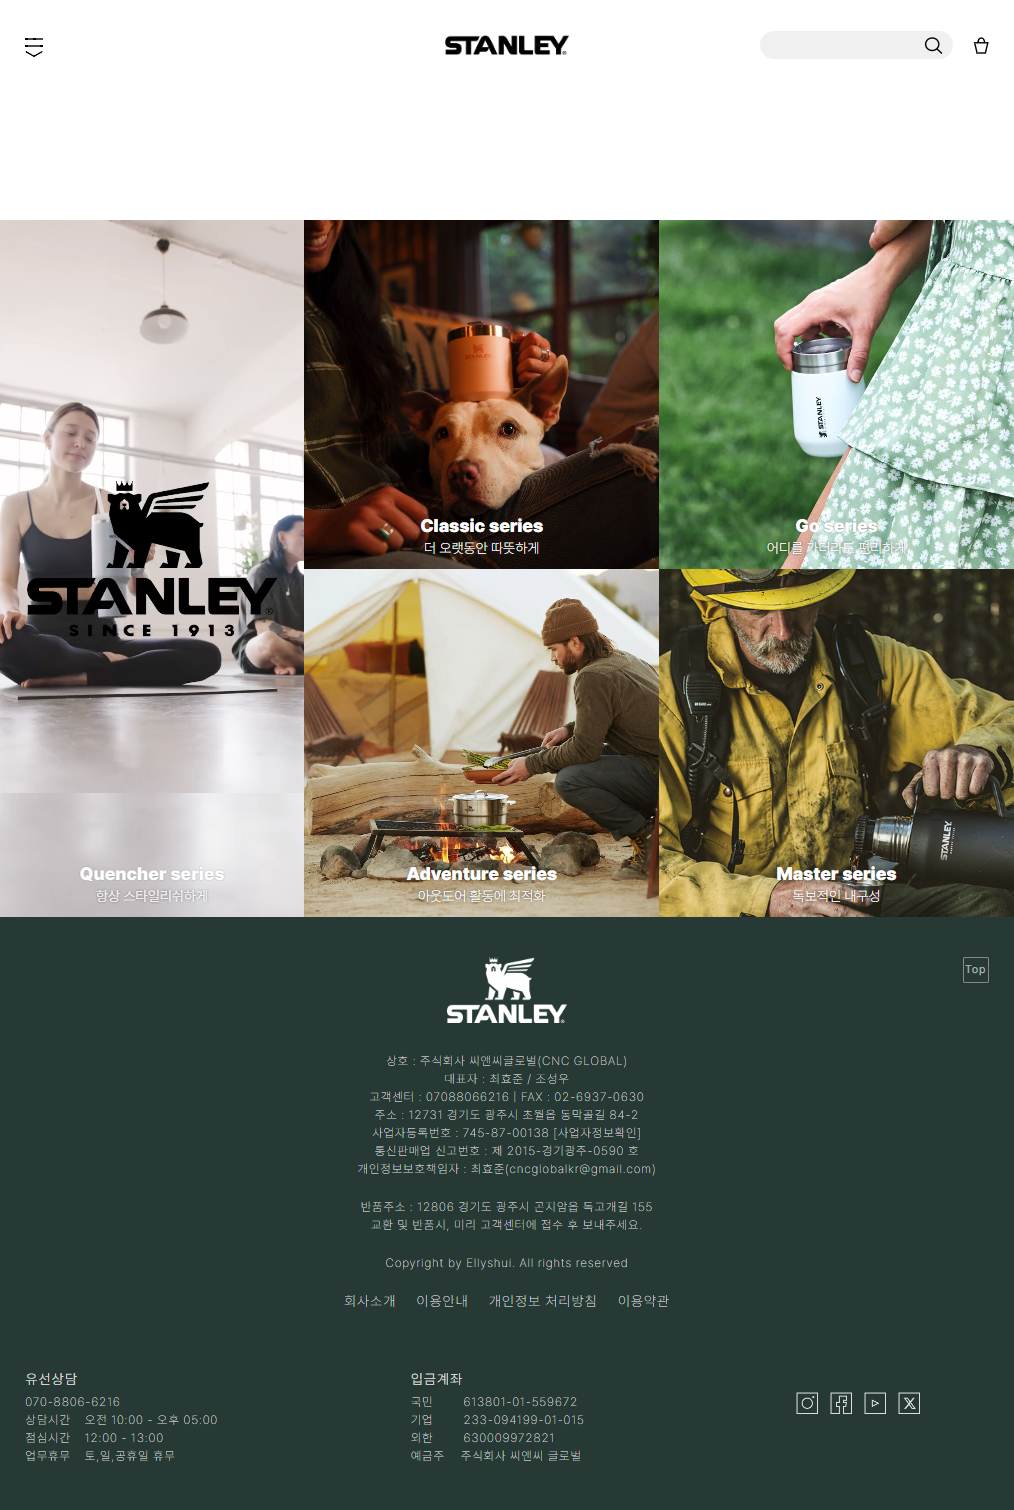 STANLEY
STANLEY
SINCE 1913
Quencher series
항상 스타일리쉬하게
STANLEY
Classic series
더 오랫동안 따뜻하게
STANLEY
Go series
어디를 가더라도 편리하게
Adventure series
아웃도어 활동에 최적화
STANLEY
Master series
독보적인 내구성
STANLEY
Top
상호 : 주식회사 씨앤씨글로벌(CNC GLOBAL)
대표자 : 최효준 / 조성우
고객센터 : 07088066216 | FAX : 02-6937-0630
주소 : 12731 경기도 광주시 초월읍 동막골길 84-2
사업자등록번호 : 745-87-00138 [사업자정보확인]
통신판매업 신고번호 : 제 2015-경기광주-0590 호
개인정보보호책임자 : 최효준(cncglobalkr@gmail.com)
반품주소 : 12806 경기도 광주시 곤지암읍 독고개길 155
교환 및 반품시, 미리 고객센터에 접수 후 보내주세요.
Copyright by Ellyshui. All rights reserved
회사소개 이용안내 개인정보 처리방침 이용약관
유선상담
070-8806-6216
상담시간 오전 10:00 - 오후 05:00
점심시간 12:00 - 13:00
업무휴무 토,일,공휴일 휴무
입금계좌
국민 613801-01-559672
기업 233-094199-01-015
외한 630009972821
예금주 주식회사 씨엔씨 글로벌